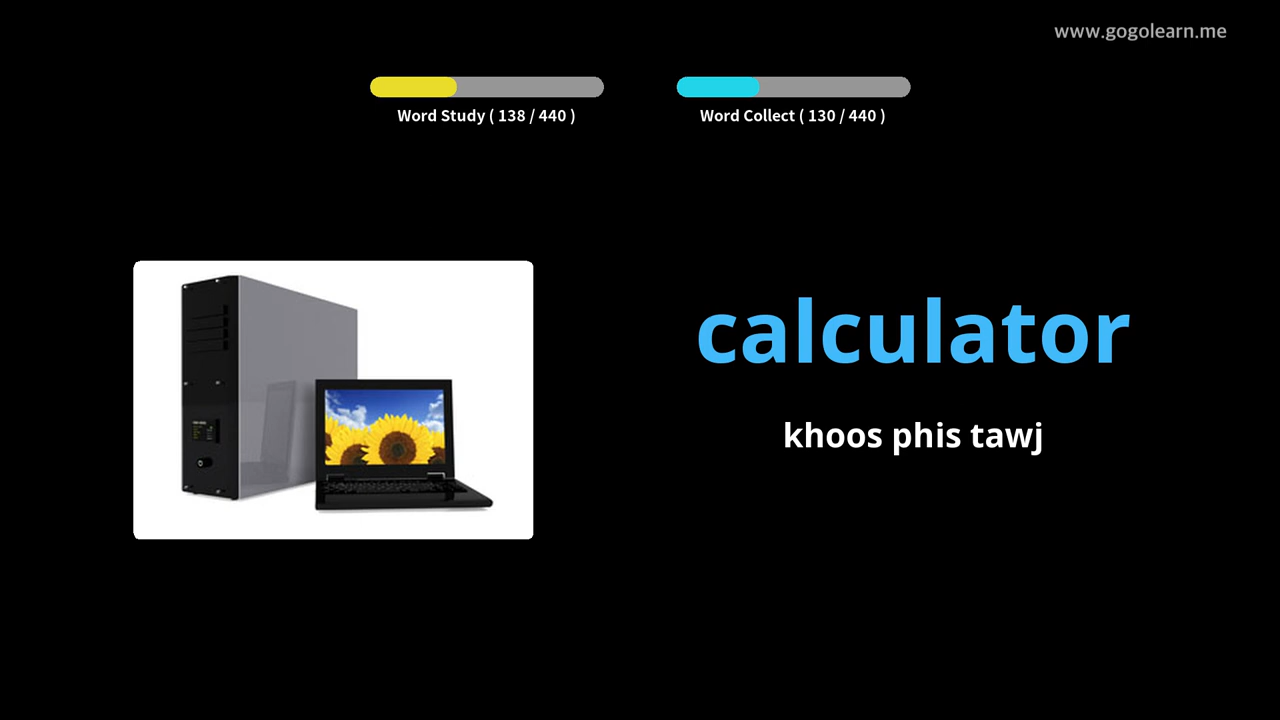 www.gogolearn.me
Word Study ( 138 / 440 )
Word Collect ( 130 / 440 )
calculator
khoos phis tawj